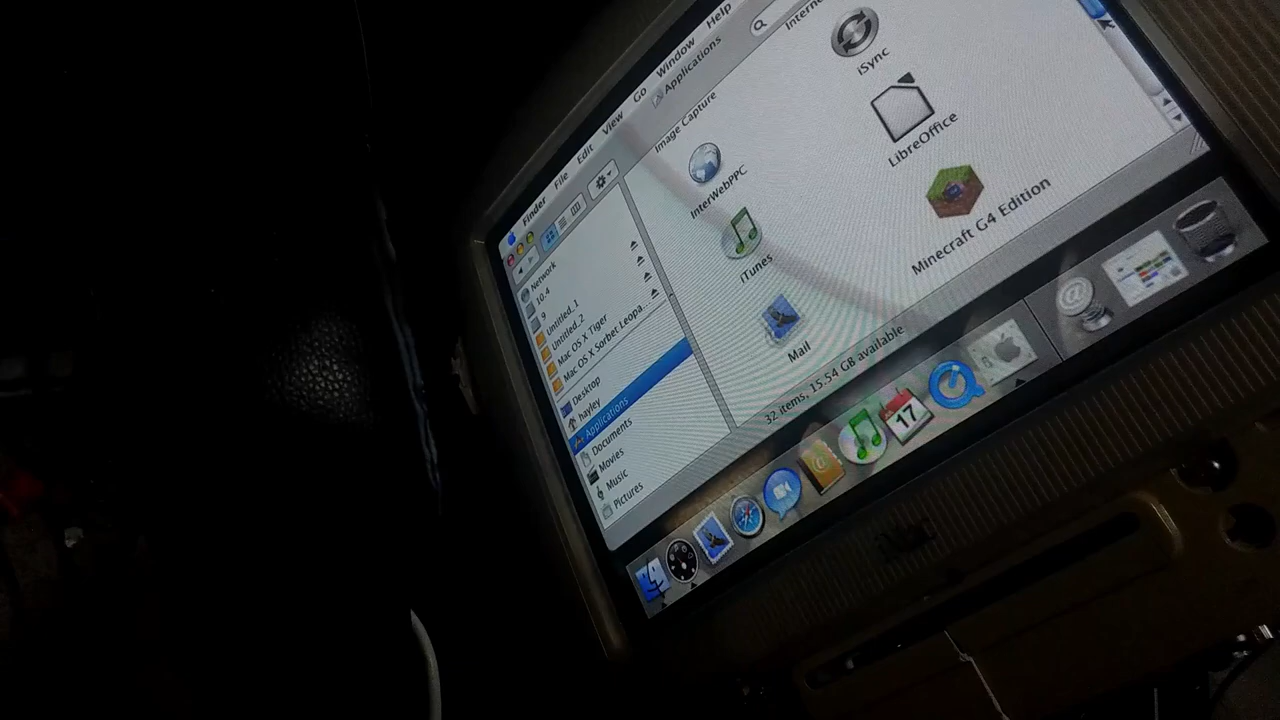 Finder File Edit View Go Window Help
Applications
Network
10.4
9
Untitled_1
Untitled_2
Mac OS X Tiger
Mac OS X Sorbet Leopa...
Desktop
hayley
Applications
Documents
Movies
Music
Pictures
Image Capture
Interne
InterWebPPC
iSync
iTunes
LibreOffice
Mail
Minecraft G4 Edition
32 items, 15.54 GB available
17